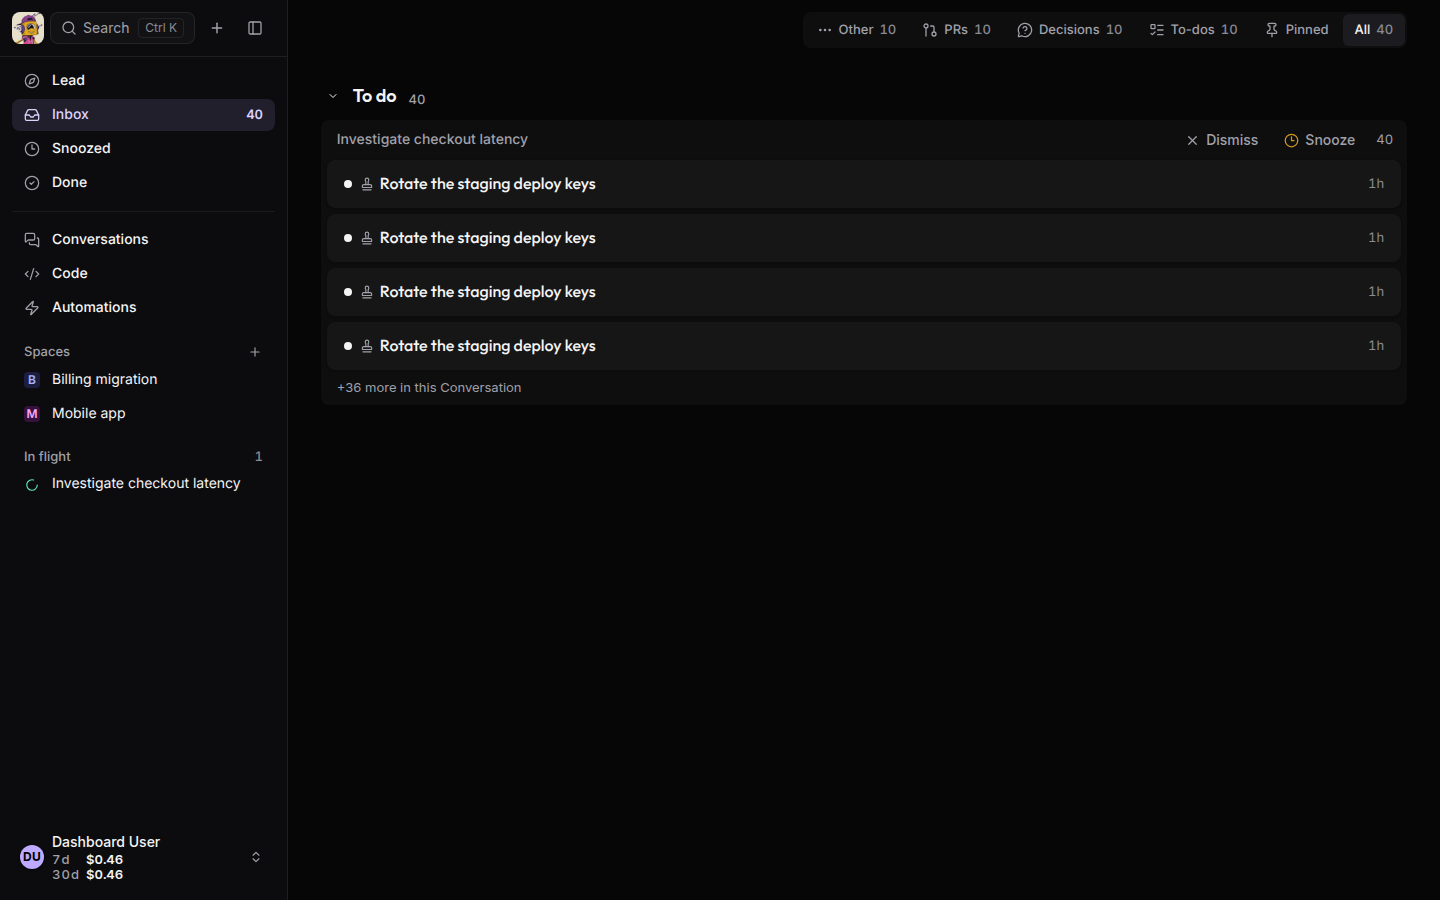 Search Ctrl K
Lead
Inbox 40
Snoozed
Done
Conversations
Code
Automations
Spaces
B Billing migration
M Mobile app
In flight 1
Investigate checkout latency
DU Dashboard User
7d $0.46
30d $0.46
Other 10 PRs 10 Decisions 10 To-dos 10 Pinned All 40
To do 40
Investigate checkout latency Dismiss Snooze 40
Rotate the staging deploy keys 1h
Rotate the staging deploy keys 1h
Rotate the staging deploy keys 1h
Rotate the staging deploy keys 1h
+36 more in this Conversation